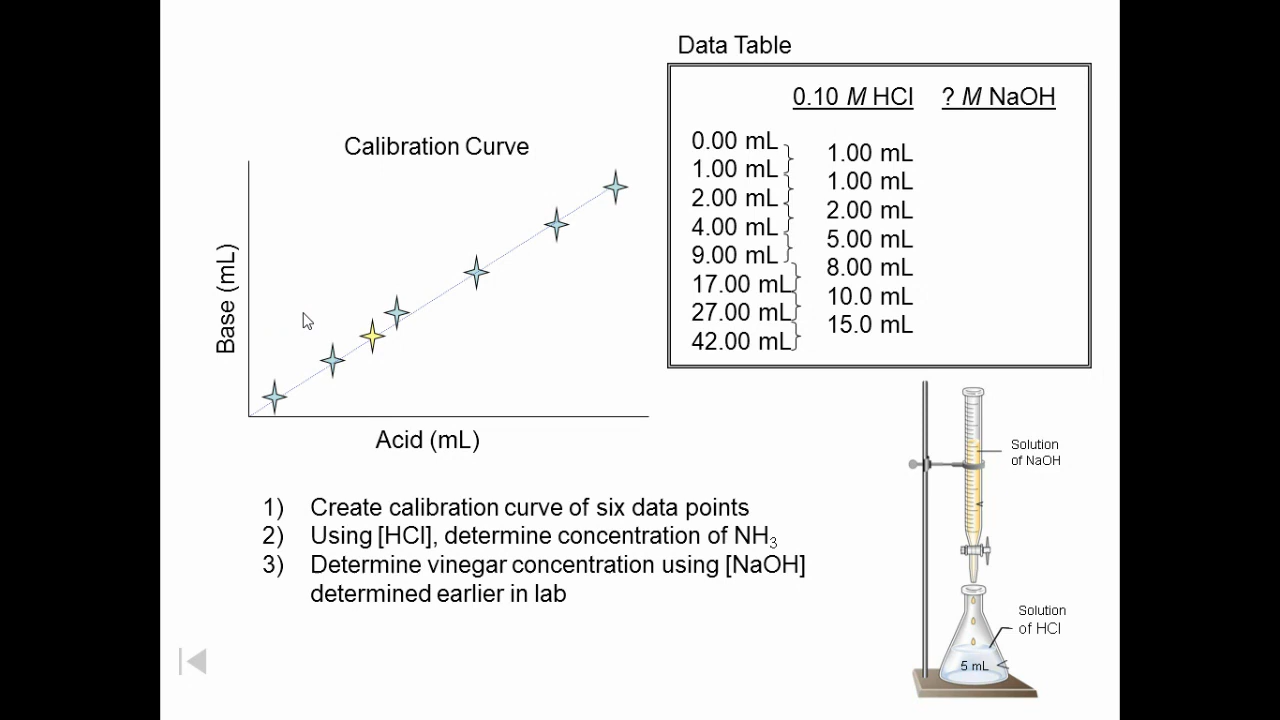 Data Table
0.10 M HCl ? M NaOH
0.00 mL
1.00 mL
2.00 mL
4.00 mL
9.00 mL
17.00 mL
27.00 mL
42.00 mL
1.00 mL
1.00 mL
2.00 mL
5.00 mL
8.00 mL
10.0 mL
15.0 mL
Calibration Curve
Base (mL)
Acid (mL)
1) Create calibration curve of six data points
2) Using [HCl], determine concentration of NH₃
3) Determine vinegar concentration using [NaOH]
determined earlier in lab
Solution
of NaOH
Solution
of HCl
5 mL